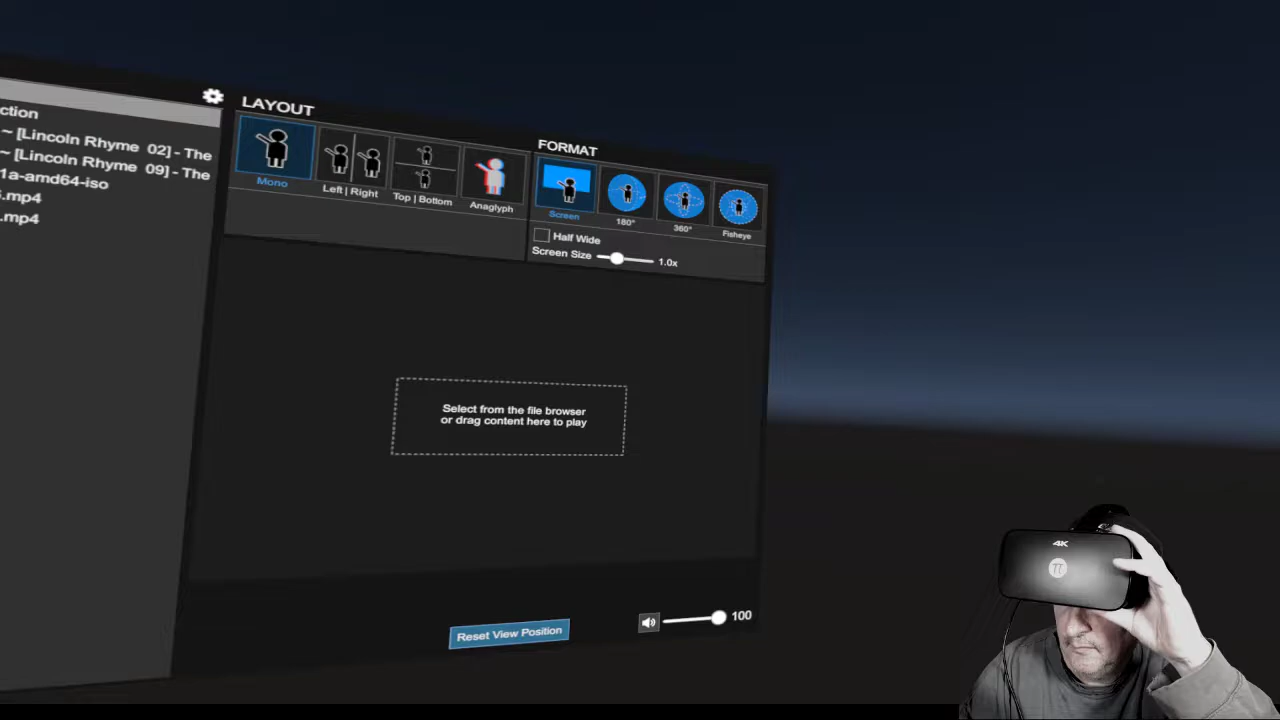 ction
~ [Lincoln Rhyme 02] - The
~ [Lincoln Rhyme 09] - The
1a-amd64-iso
.mp4
.mp4
LAYOUT
Mono
Left | Right
Top | Bottom
Anaglyph
FORMAT
Screen
180°
360°
Fisheye
Half Wide
Screen Size 1.0x
Select from the file browser
or drag content here to play
Reset View Position
100
4K